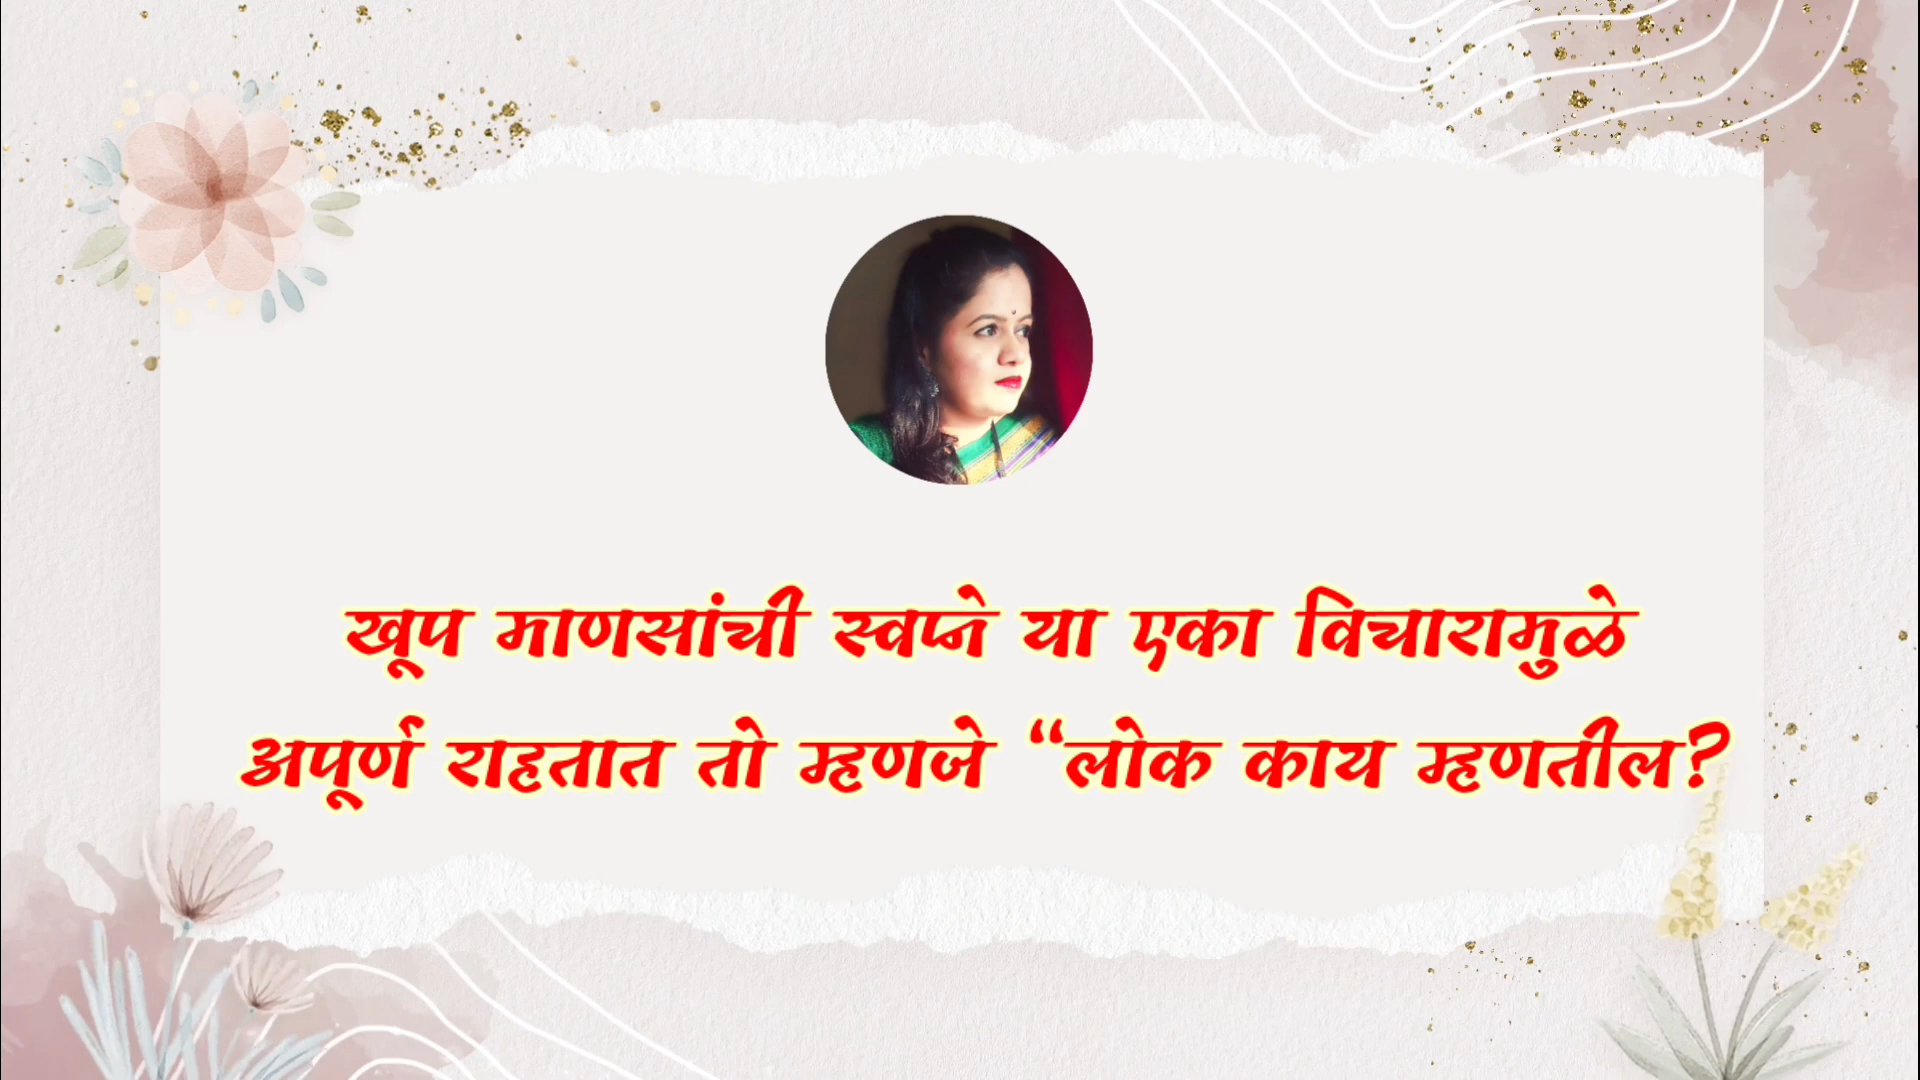 खूप माणसांची स्वप्ने या एका विचारामुळे
अपूर्ण राहतात तो म्हणजे “लोक काय म्हणतील?